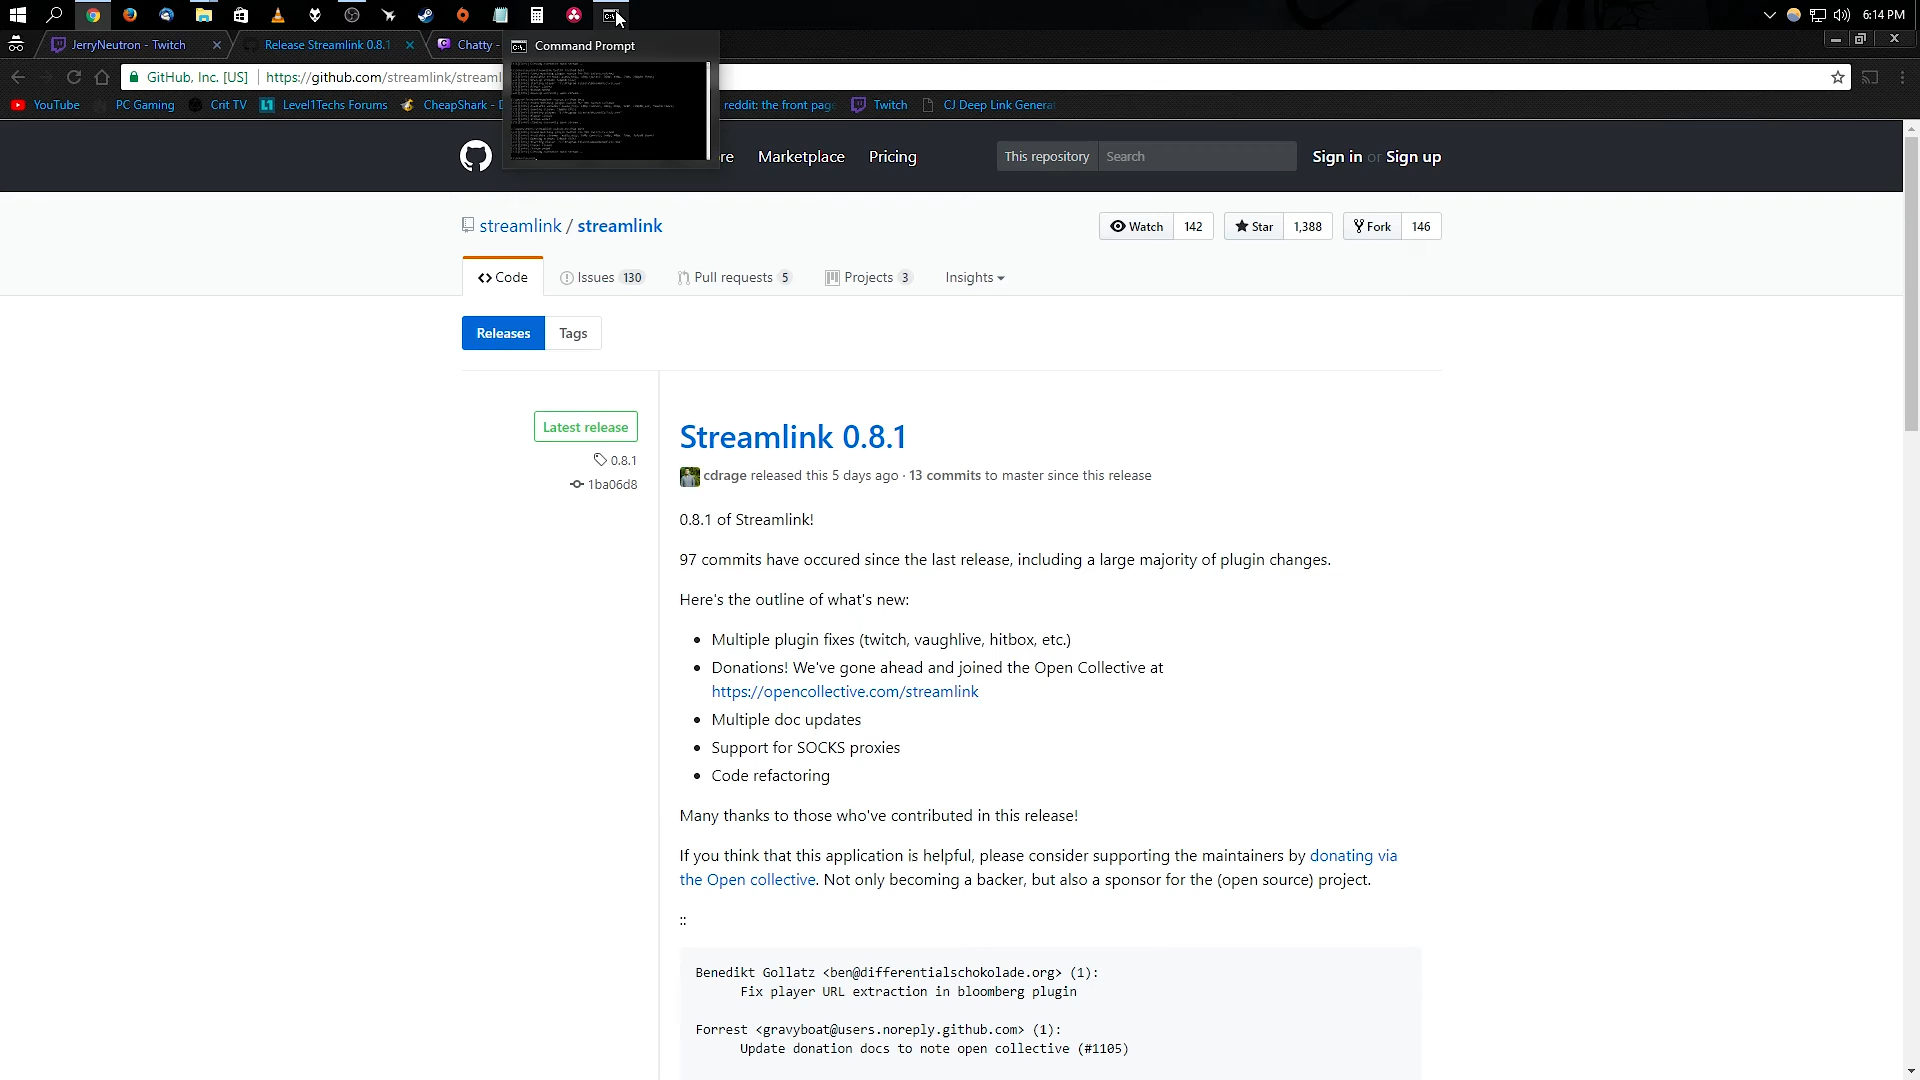 6:14 PM
JerryNeutron - Twitch
Release Streamlink 0.8.1
Chatty -
Command Prompt
GitHub, Inc. [US]
https://github.com/streamlink/streaml
YouTube
PC Gaming
Crit TV
Level1Techs Forums
CheapShark - D
reddit: the front page
Twitch
CJ Deep Link Generat
Marketplace
Pricing
This repository
Search
Sign in or Sign up
streamlink / streamlink
Watch 142
Star 1,388
Fork 146
Code
Issues 130
Pull requests 5
Projects 3
Insights
Releases
Tags
Latest release
0.8.1
1ba06d8
Streamlink 0.8.1
cdrage released this 5 days ago · 13 commits to master since this release
0.8.1 of Streamlink!
97 commits have occured since the last release, including a large majority of plugin changes.
Here's the outline of what's new:
Multiple plugin fixes (twitch, vaughlive, hitbox, etc.)
Donations! We've gone ahead and joined the Open Collective at
https://opencollective.com/streamlink
Multiple doc updates
Support for SOCKS proxies
Code refactoring
Many thanks to those who've contributed in this release!
If you think that this application is helpful, please consider supporting the maintainers by donating via
the Open collective. Not only becoming a backer, but also a sponsor for the (open source) project.
::
Benedikt Gollatz <ben@differentialschokolade.org> (1):
Fix player URL extraction in bloomberg plugin
Forrest <gravyboat@users.noreply.github.com> (1):
Update donation docs to note open collective (#1105)